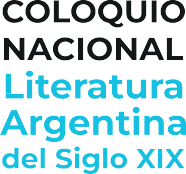 COLOQUIO
NACIONAL
Literatura
Argentina
del Siglo XIX